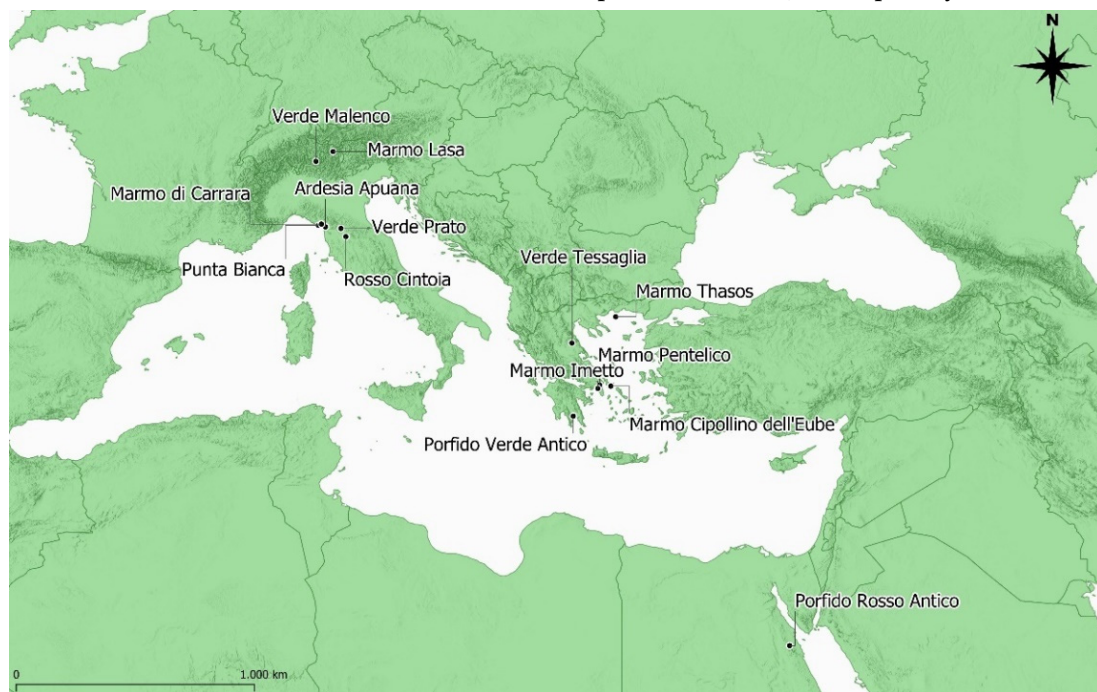 N
Verde Malenco
Marmo Lasa
Ardesia Apuana
Marmo di Carrara
Verde Prato
Punta Bianca
Rosso Cintoia
Verde Tessaglia
Marmo Thasos
Marmo Pentelico
Marmo Imetto
Marmo Cipollino dell'Eube
Porfido Verde Antico
Porfido Rosso Antico
0 1.000 km